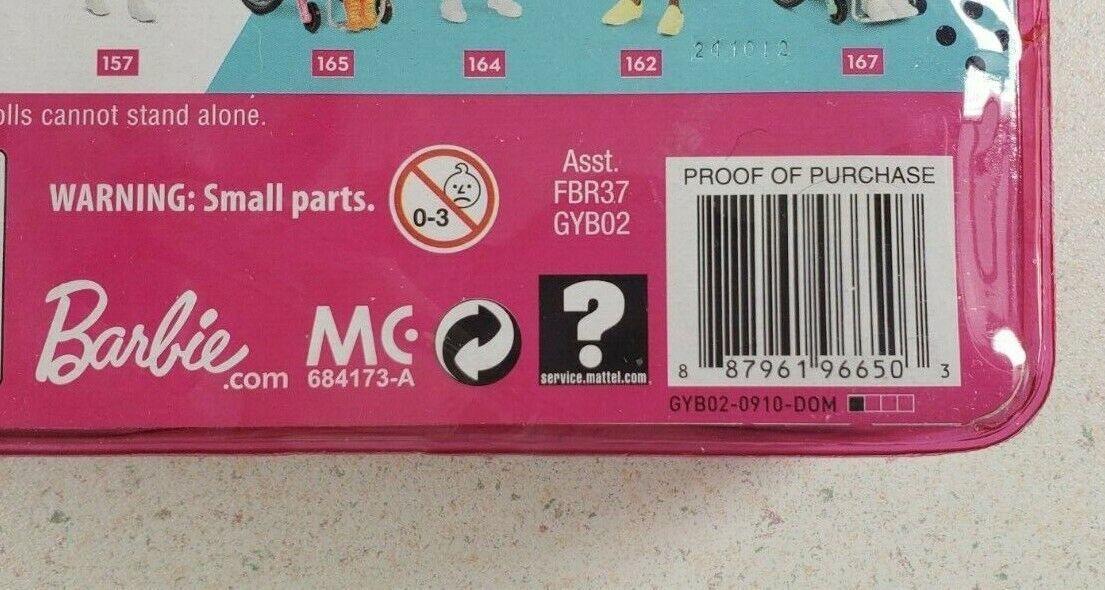 157
165
164
162
241012
167
olls cannot stand alone.
WARNING: Small parts.
0-3
Asst.
FBR37
GYB02
PROOF OF PURCHASE
8 87961 96650 3
GYB02-0910-DOM
Barbie
.com
MC
684173-A
?
service.mattel.com